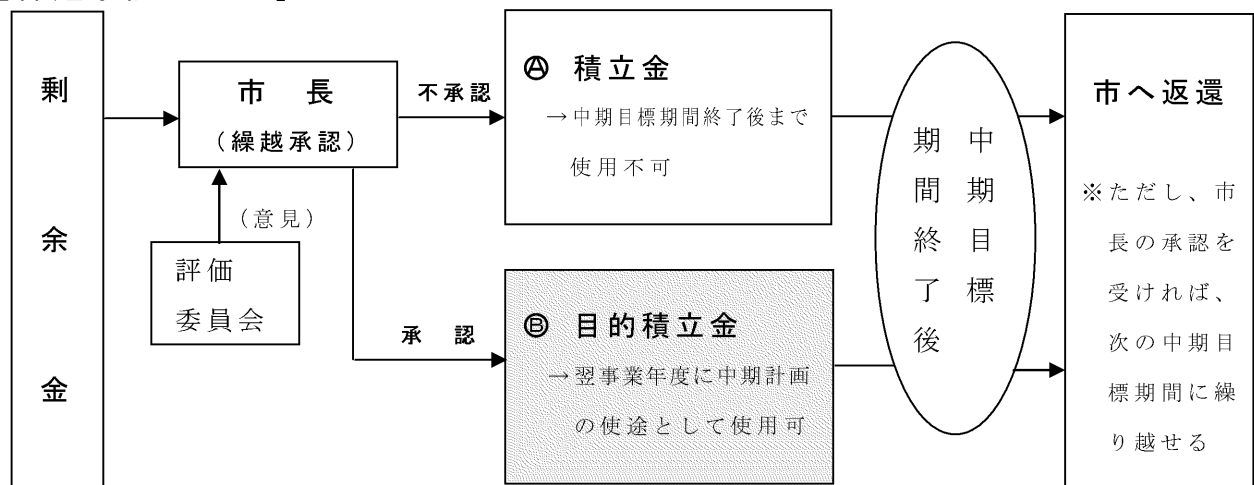 剰余金
市長
（繰越承認）
（意見）
評価
委員会
不承認
承認
Ⓐ 積立金
→中期目標期間終了後まで
使用不可
Ⓑ 目的積立金
→翌事業年度に中期計画
の使途として使用可
中期目標
期間終了後
市へ返還
※ただし、市
長の承認を
受ければ、
次の中期目
標期間に繰
り越せる